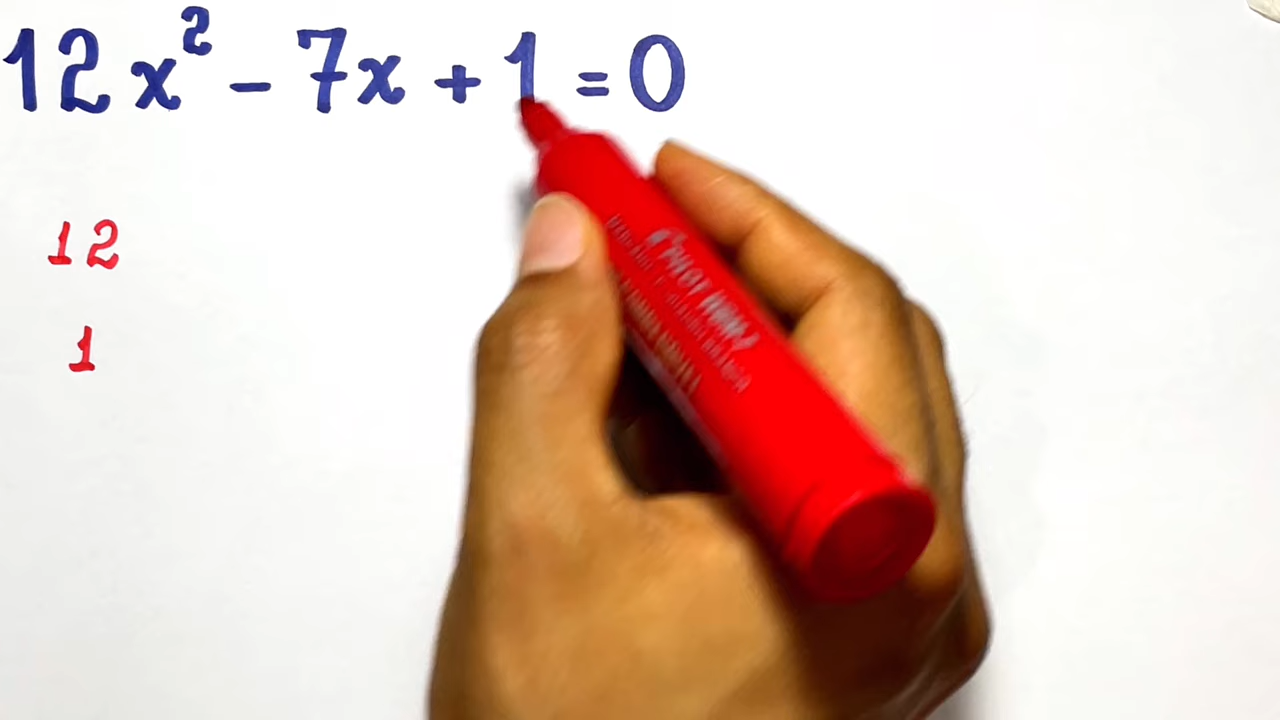 12x² - 7x + 1 = 0
12
1